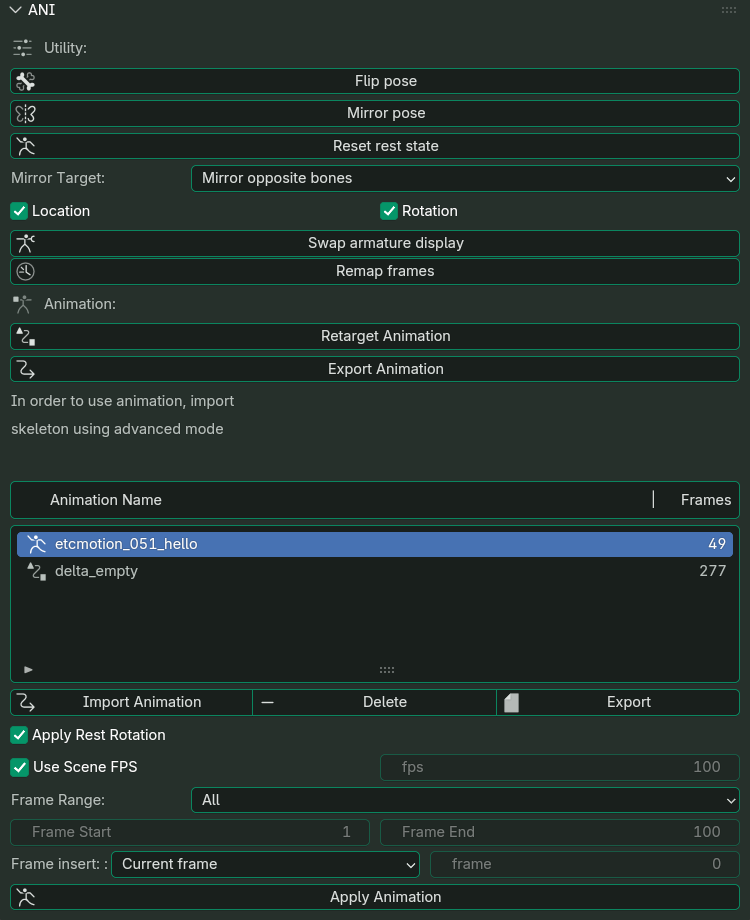 ANI
Utility:
Flip pose
Mirror pose
Reset rest state
Mirror Target: Mirror opposite bones
Location Rotation
Swap armature display
Remap frames
Animation:
Retarget Animation
Export Animation
In order to use animation, import
skeleton using advanced mode
Animation Name | Frames
etcmotion_051_hello 49
delta_empty 277
Import Animation Delete Export
Apply Rest Rotation
Use Scene FPS fps 100
Frame Range: All
Frame Start 1 Frame End 100
Frame insert: : Current frame frame 0
Apply Animation